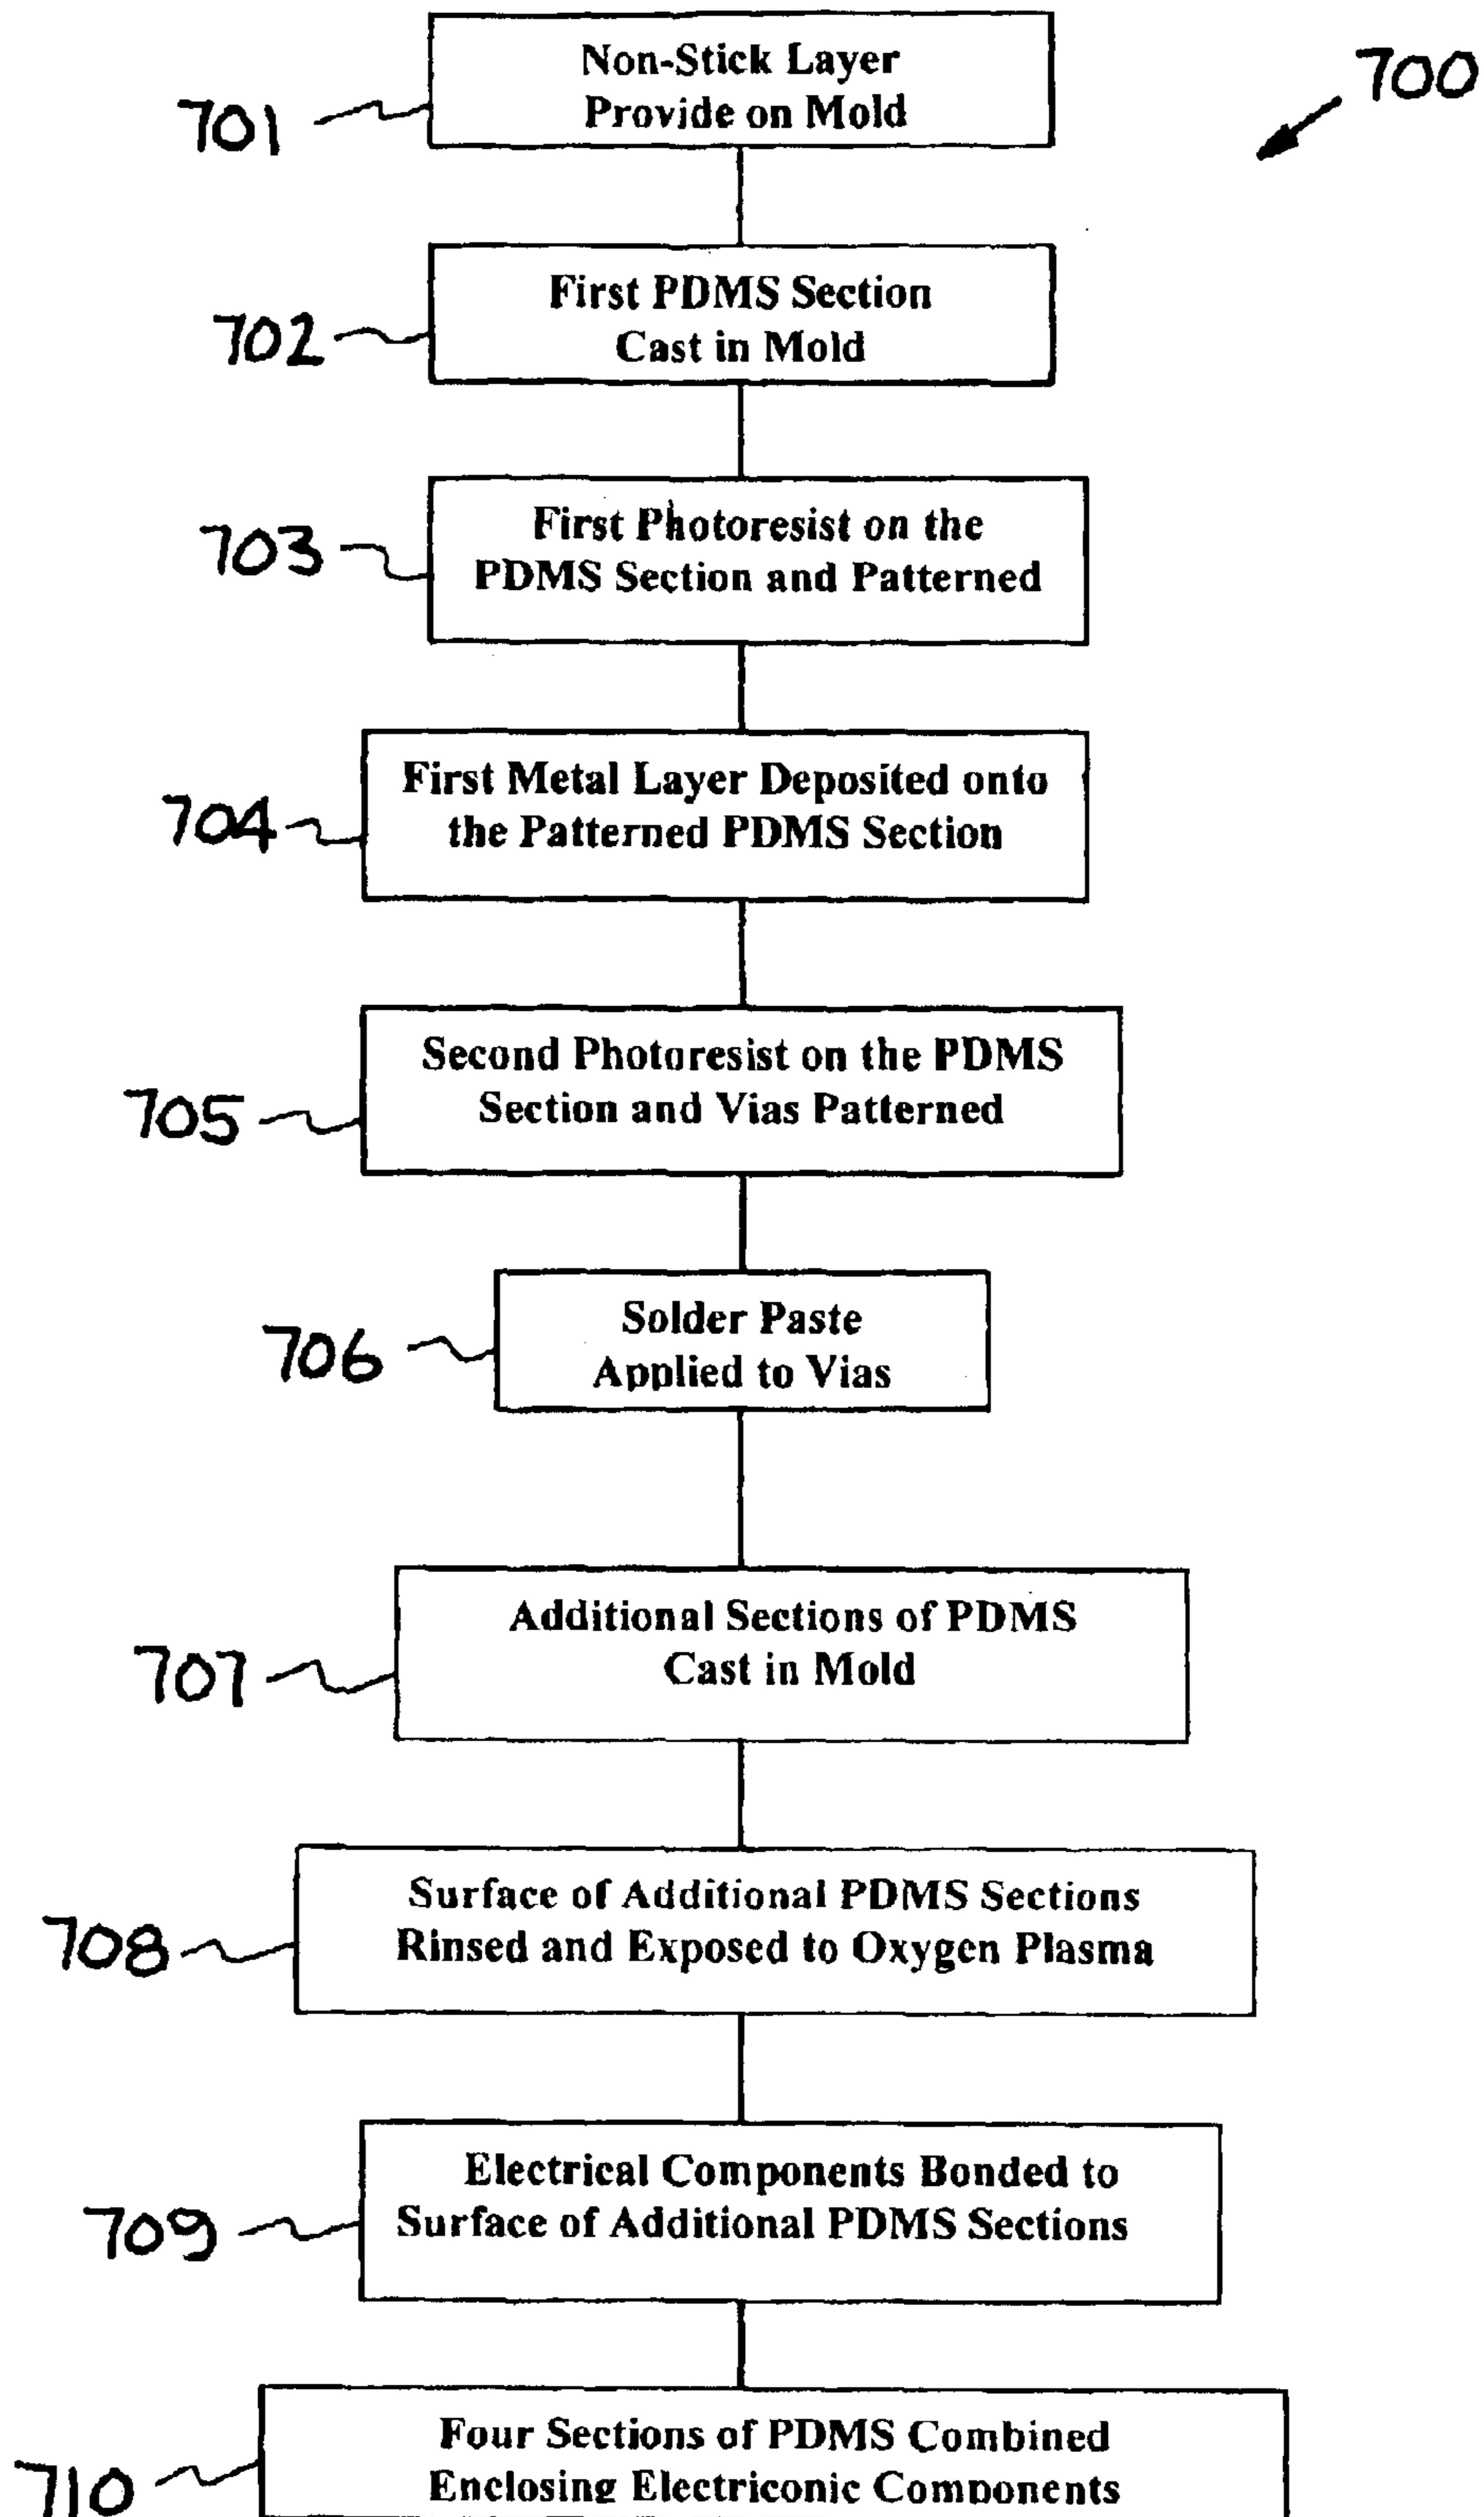 700
701
Non-Stick Layer
Provide on Mold
702
First PDMS Section
Cast in Mold
703
First Photoresist on the
PDMS Section and Patterned
704
First Metal Layer Deposited onto
the Patterned PDMS Section
705
Second Photoresist on the PDMS
Section and Vias Patterned
706
Solder Paste
Applied to Vias
707
Additional Sections of PDMS
Cast in Mold
708
Surface of Additional PDMS Sections
Rinsed and Exposed to Oxygen Plasma
709
Electrical Components Bonded to
Surface of Additional PDMS Sections
710
Four Sections of PDMS Combined
Enclosing Electriconic Components